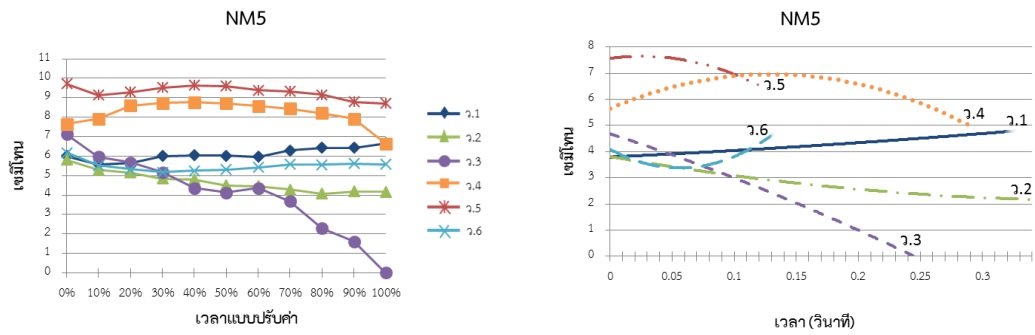 NM5
11
10
9
8
7
6
5
4
3
2
1
0
เซมิโทน
0% 10% 20% 30% 40% 50% 60% 70% 80% 90% 100%
เวลาแบบปรับค่า
ว.1
ว.2
ว.3
ว.4
ว.5
ว.6
NM5
8
7
6
5
4
3
2
1
0
เซมิโทน
ว.5
ว.4
ว.1
ว.6
ว.2
ว.3
0 0.05 0.1 0.15 0.2 0.25 0.3
เวลา (วินาที)